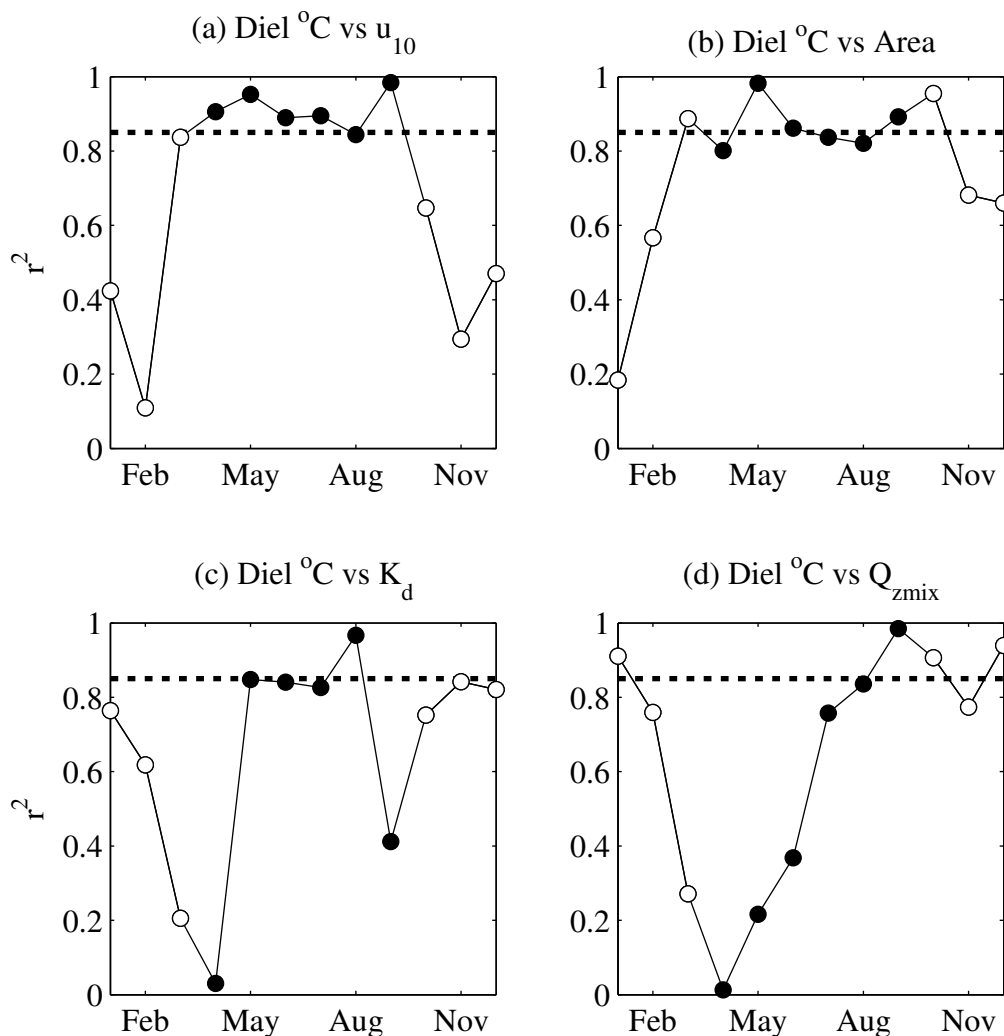 (a) Diel °C vs u₁₀
1
0.8
0.6
0.4
0.2
0
r²
Feb May Aug Nov
(b) Diel °C vs Area
1
0.8
0.6
0.4
0.2
0
Feb May Aug Nov
(c) Diel °C vs K_d
1
0.8
0.6
0.4
0.2
0
r²
Feb May Aug Nov
(d) Diel °C vs Q_zmix
1
0.8
0.6
0.4
0.2
0
Feb May Aug Nov